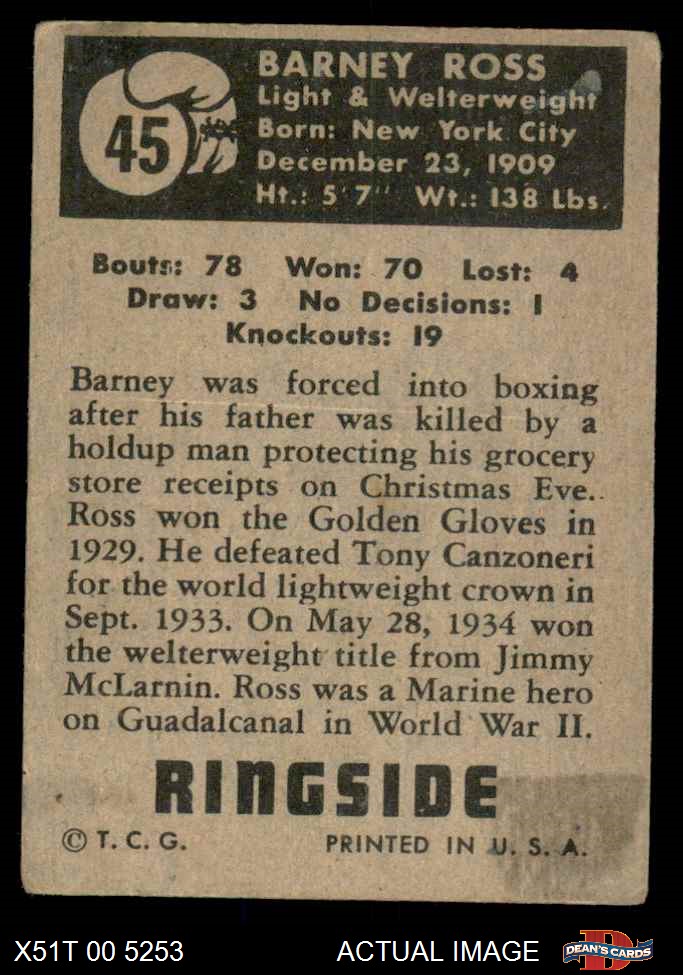 45
BARNEY ROSS
Light & Welterweight
Born: New York City
December 23, 1909
Ht.: 5'7" Wt.: 138 Lbs.
Bouts: 78 Won: 70 Lost: 4
Draw: 3 No Decisions: 1
Knockouts: 19
Barney was forced into boxing
after his father was killed by a
holdup man protecting his grocery
store receipts on Christmas Eve..
Ross won the Golden Gloves in
1929. He defeated Tony Canzoneri
for the world lightweight crown in
Sept. 1933. On May 28, 1934 won
the welterweight title from Jimmy
McLarnin. Ross was a Marine hero
on Guadalcanal in World War II.
RINGSIDE
© T. C. G. PRINTED IN U. S. A.
X51T 00 5253 ACTUAL IMAGE DEAN'S CARDS